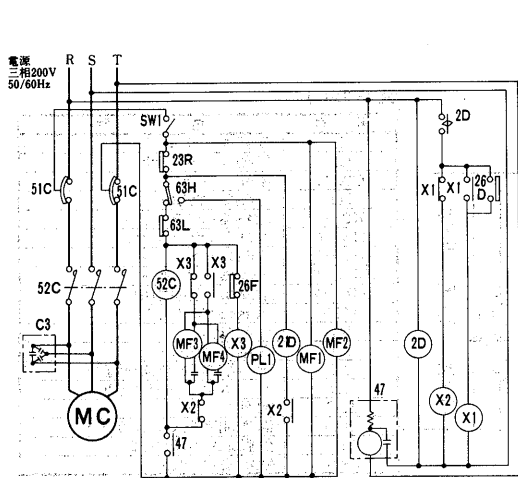 電源
三相200V
50/60Hz
R S T
SW1
2D
23R
51C
51C
63H
X1
X1
26
D
63L
X3
X3
52C
26F
52C
C3
MF3
MF4
X3
PL1
21D
MF1
MF2
2D
X2
X2
47
47
X2
X1
MC